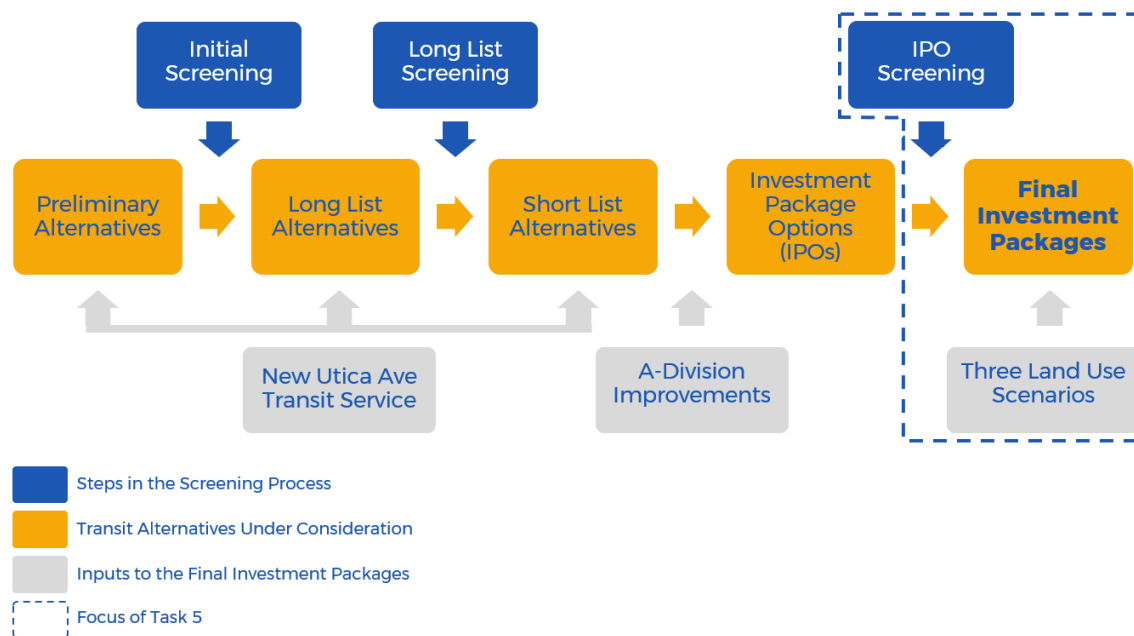 Initial
Screening
Long List
Screening
IPO
Screening
Preliminary
Alternatives
Long List
Alternatives
Short List
Alternatives
Investment
Package
Options
(IPOs)
Final
Investment
Packages
New Utica Ave
Transit Service
A-Division
Improvements
Three Land Use
Scenarios
Steps in the Screening Process
Transit Alternatives Under Consideration
Inputs to the Final Investment Packages
Focus of Task 5